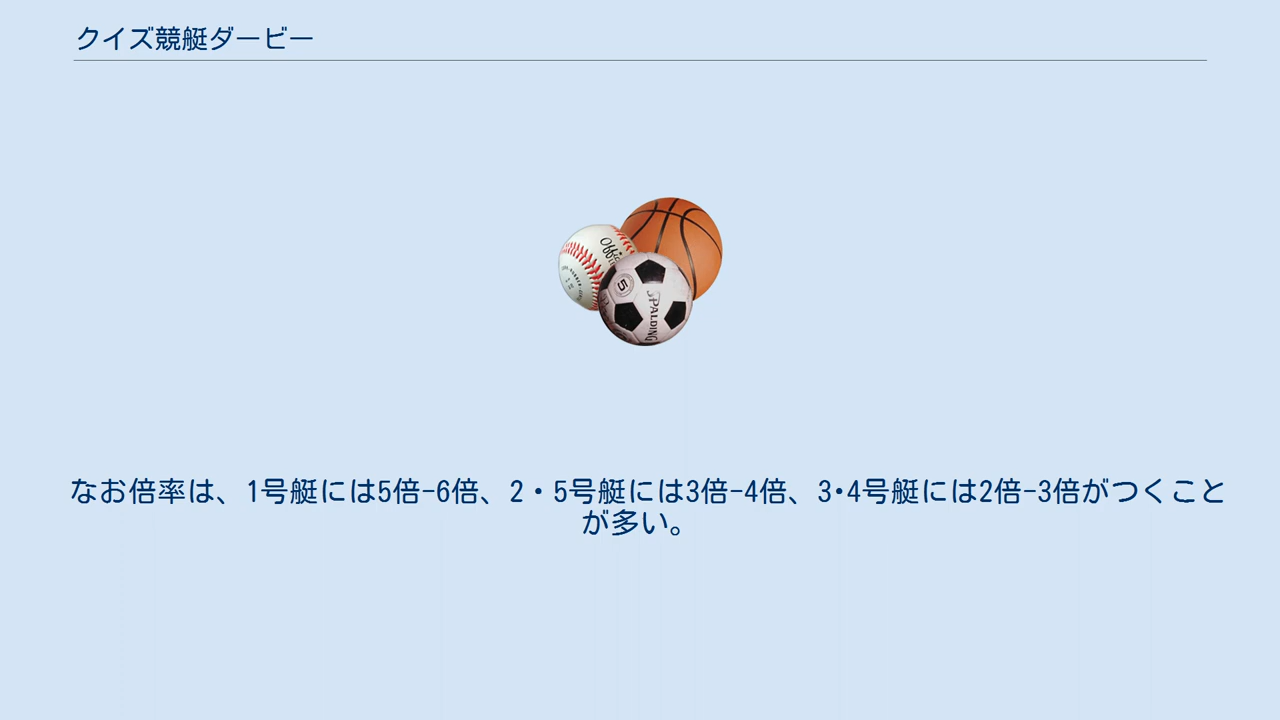 クイズ競艇ダービー
Offic
5
SPALDING
なお倍率は、1号艇には5倍-6倍、2・5号艇には3倍-4倍、3・4号艇には2倍-3倍がつくこと
が多い。